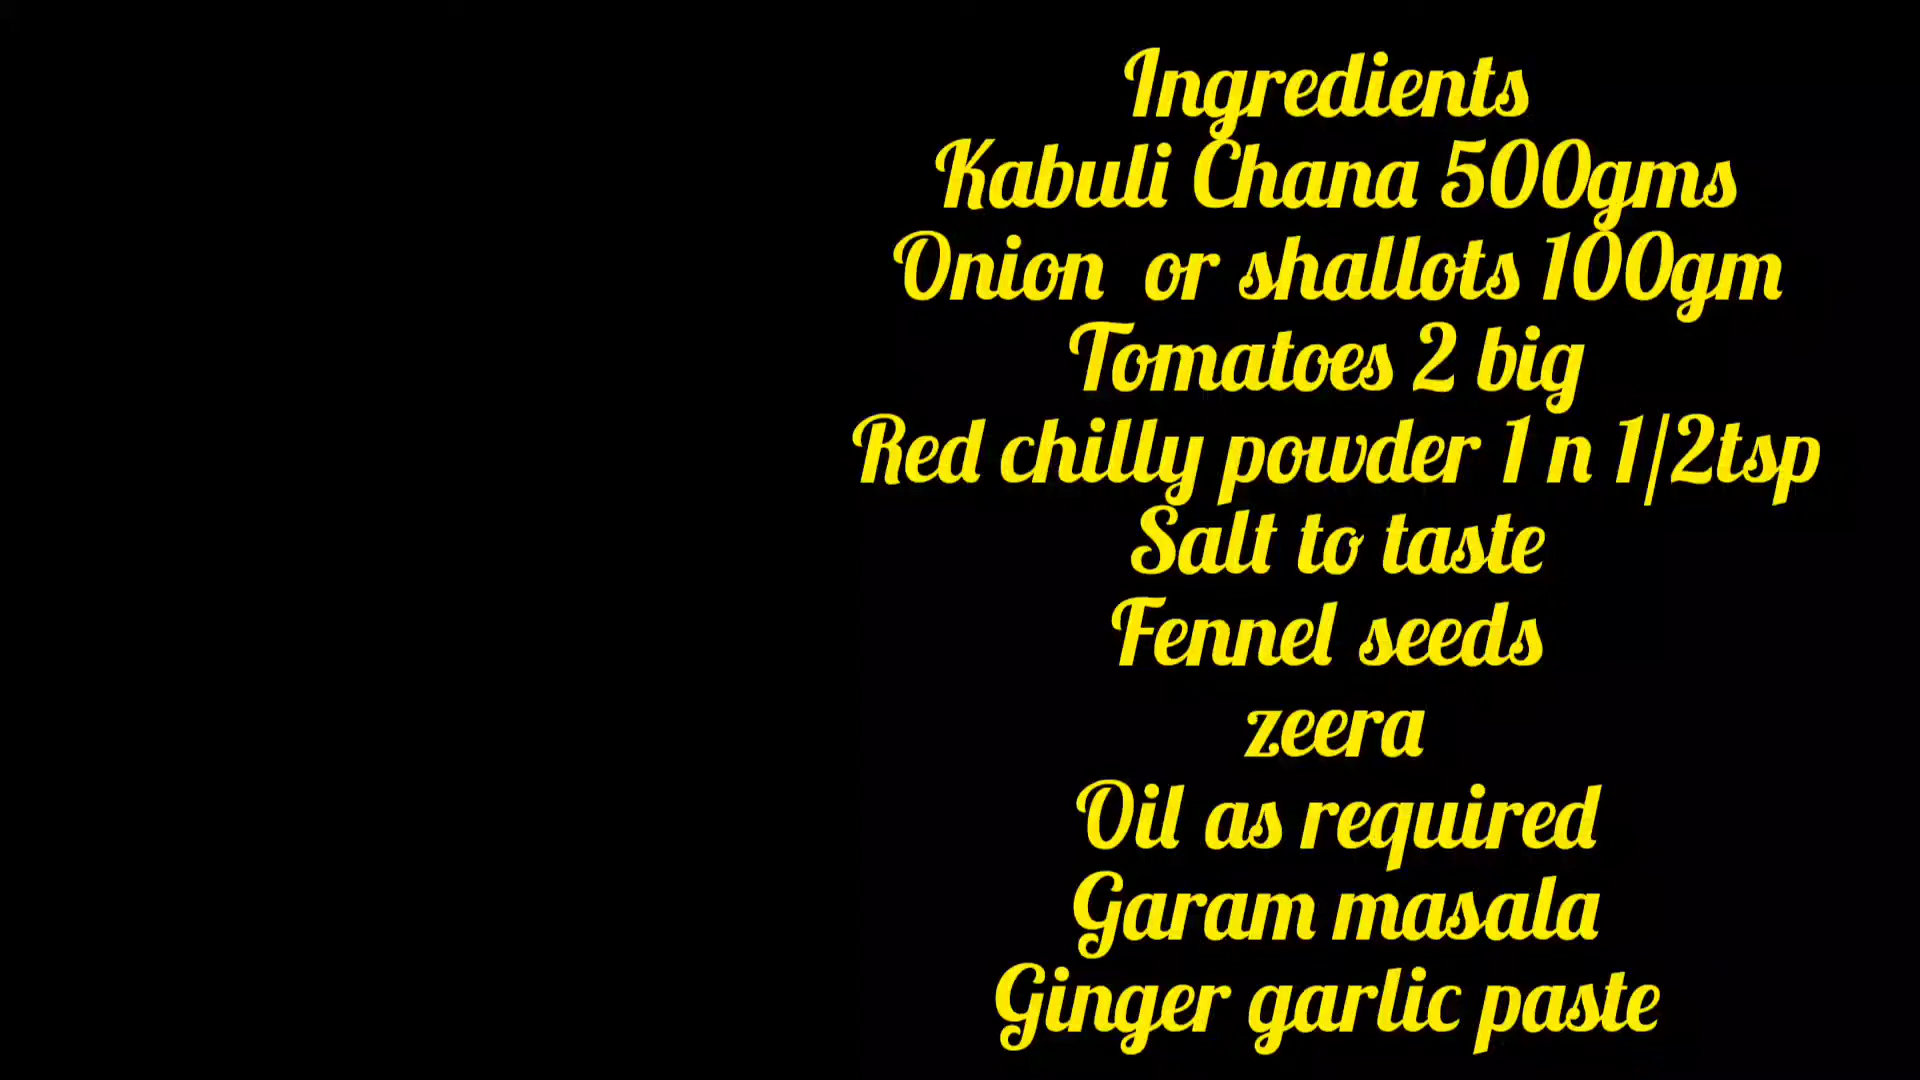 Ingredients
Kabuli Chana 500gms
Onion or shallots 100gm
Tomatoes 2 big
Red chilly powder 1 n 1/2tsp
Salt to taste
Fennel seeds
zeera
Oil as required
Garam masala
Ginger garlic paste